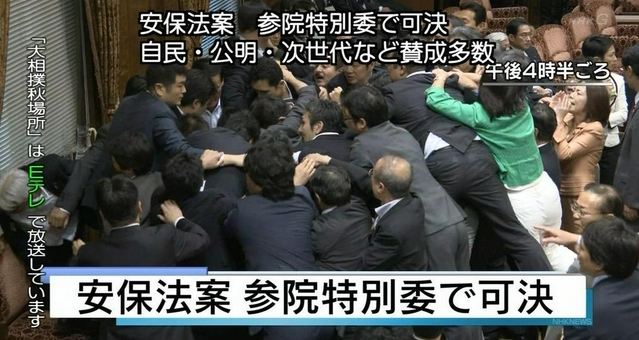 安保法案　参院特別委で可決
自民・公明・次世代など賛成多数
午後4時半ごろ
「大相撲秋場所」は Eテレ で放送しています
安保法案 参院特別委で可決
NHKNEWS